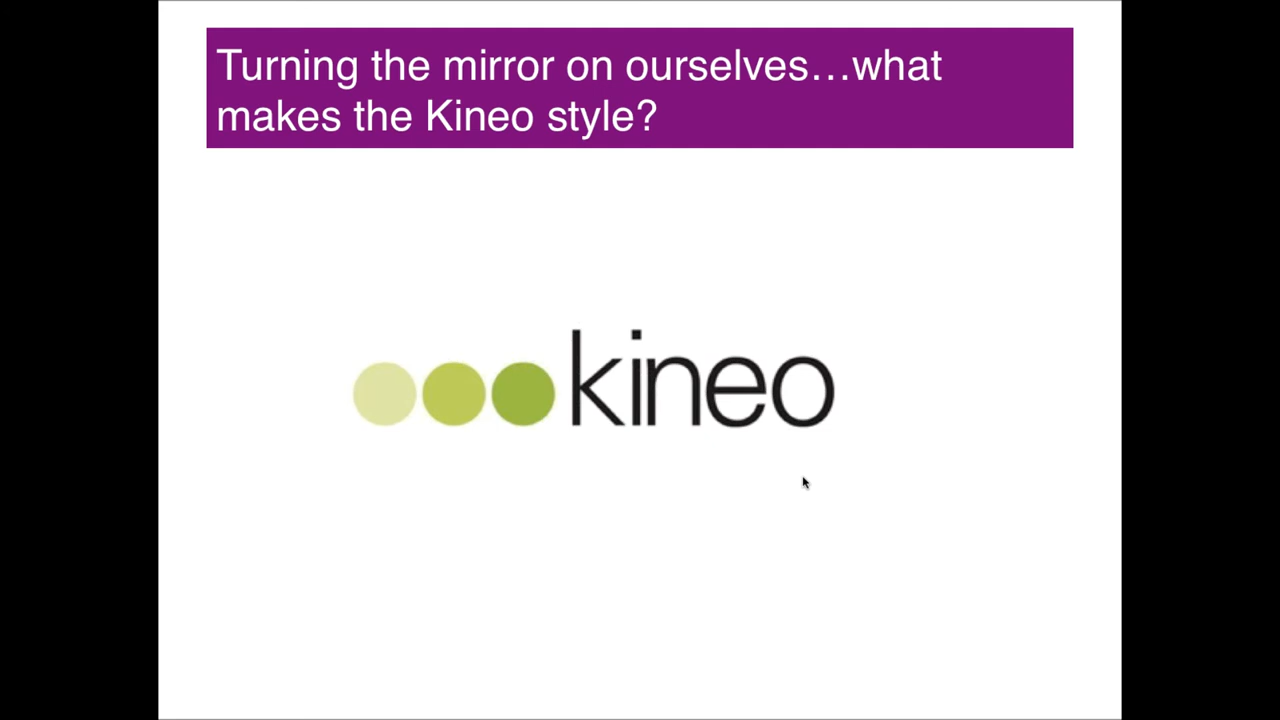 Turning the mirror on ourselves…what
makes the Kineo style?
kineo